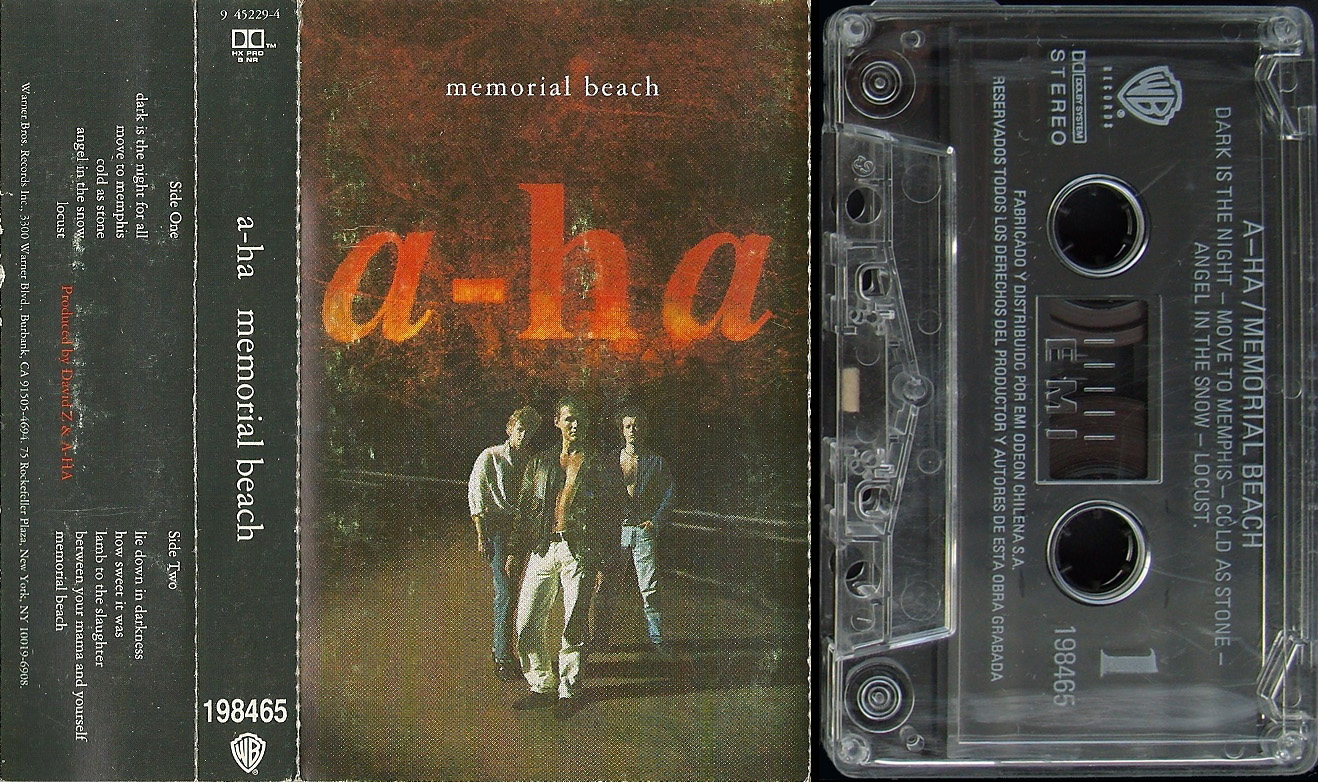 Side One
dark is the night for all
move to memphis
cold as stone
angel in the snow
locust
Produced by David Z & A-HA
Side Two
lie down in darkness
how sweet it was
lamb to the slaughter
between your mama and yourself
memorial beach
Warner Bros. Records Inc., 3300 Warner Blvd., Burbank, CA 91505-4694. 75 Rockefeller Plaza, New York, NY 10019-6908.
9 45229-4
TM
HX PRO
B NR
a-ha memorial beach
198465
WB
®
memorial beach
a-ha
A-HA / MEMORIAL BEACH
DARK IS THE NIGHT – MOVE TO MEMPHIS – COLD AS STONE –
ANGEL IN THE SNOW – LOCUST.
WB
®
RECORDS
DOLBY SYSTEM
STEREO
EMI
1
198465
FABRICADO Y DISTRIBUIDO POR EMI ODEON CHILENA S.A.
RESERVADOS TODOS LOS DERECHOS DEL PRODUCTOR Y AUTORES DE ESTA OBRA GRABADA